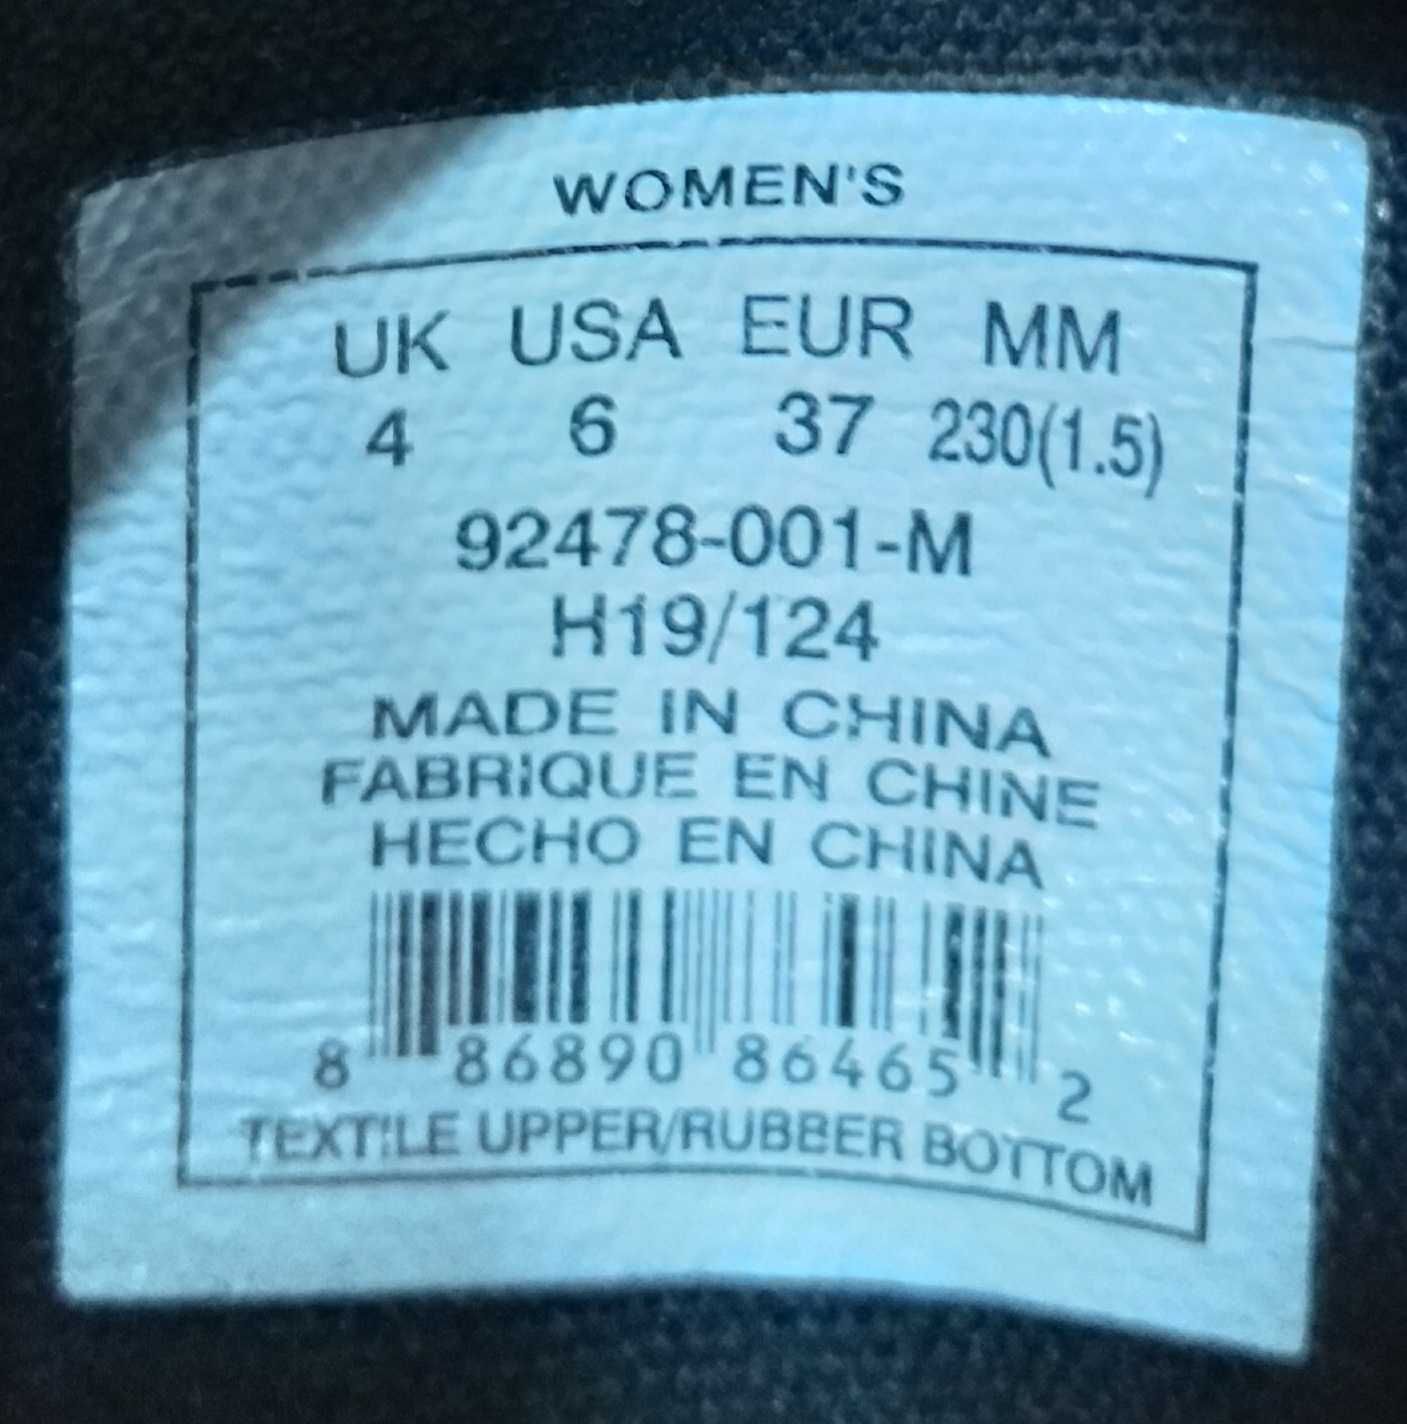 WOMEN'S
UK USA EUR MM
4 6 37 230(1.5)
92478-001-M
H19/124
MADE IN CHINA
FABRIQUE EN CHINE
HECHO EN CHINA
8 86890 86465 2
TEXTILE UPPER/RUBBER BOTTOM